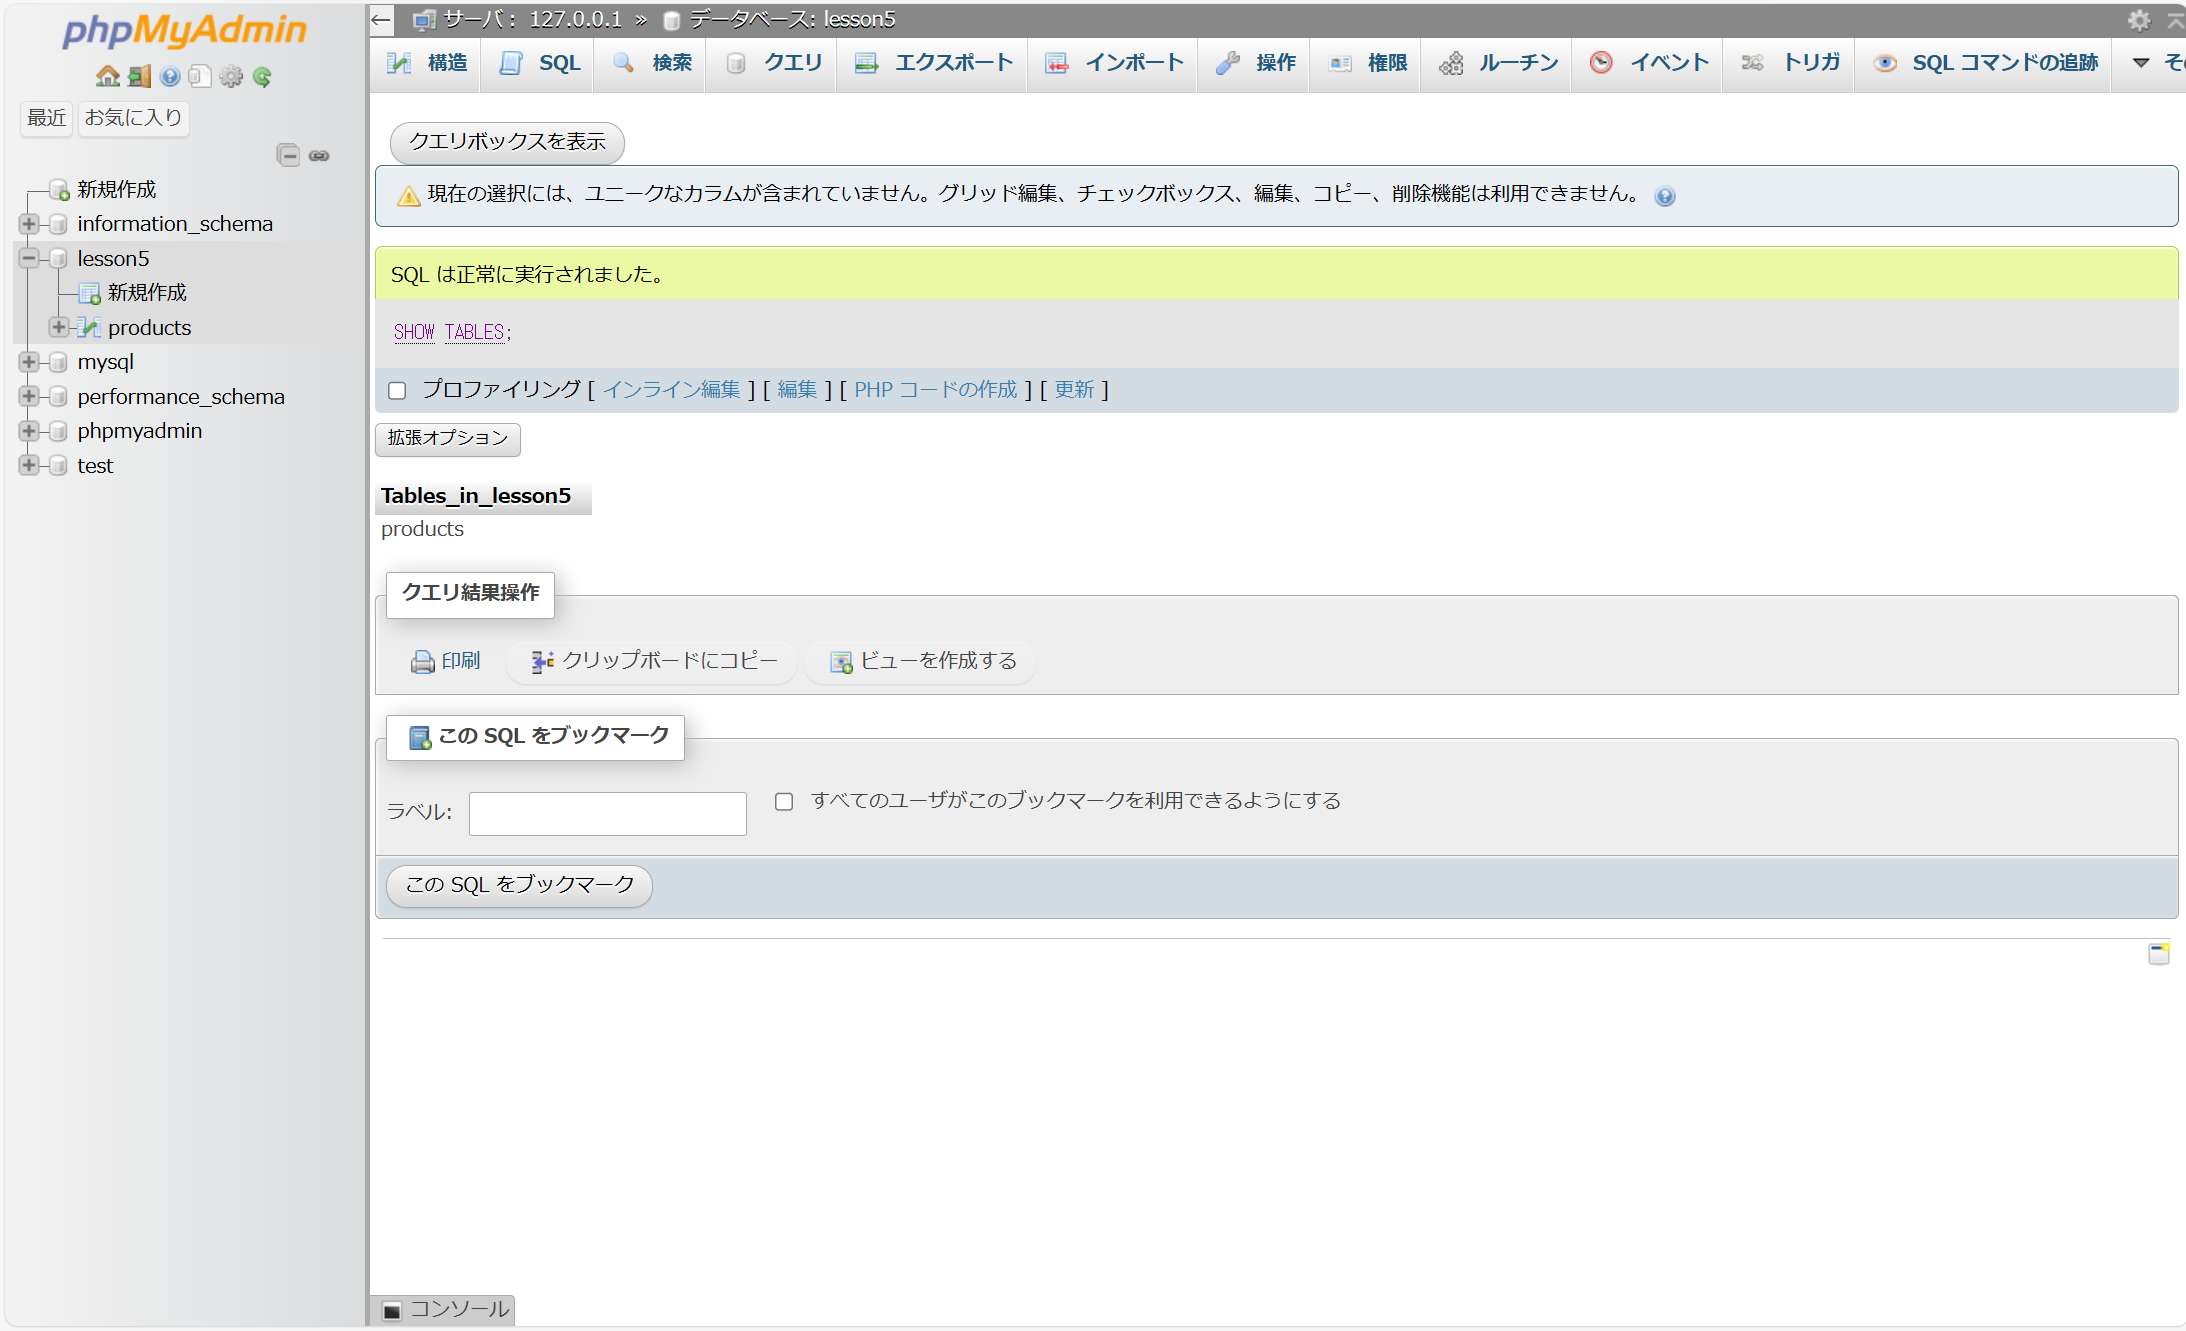 phpMyAdmin
最近 お気に入り
新規作成
information_schema
lesson5
新規作成
products
mysql
performance_schema
phpmyadmin
test
サーバ: 127.0.0.1 » データベース: lesson5
構造 SQL 検索 クエリ エクスポート インポート 操作 権限 ルーチン イベント トリガ SQL コマンドの追跡
クエリボックスを表示
現在の選択には、ユニークなカラムが含まれていません。グリッド編集、チェックボックス、編集、コピー、削除機能は利用できません。
SQL は正常に実行されました。
SHOW TABLES;
プロファイリング [ インライン編集 ] [ 編集 ] [ PHP コードの作成 ] [ 更新 ]
拡張オプション
Tables_in_lesson5
products
クエリ結果操作
印刷 クリップボードにコピー ビューを作成する
この SQL をブックマーク
ラベル: すべてのユーザがこのブックマークを利用できるようにする
この SQL をブックマーク
コンソール